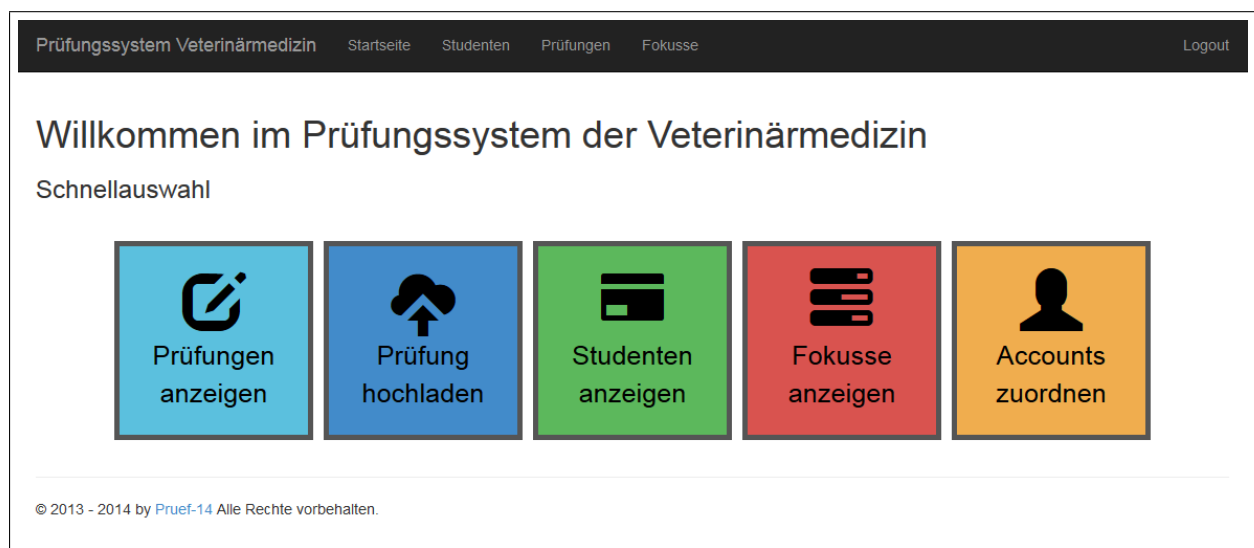 Prüfungssystem Veterinärmedizin Startseite Studenten Prüfungen Fokusse Logout
Willkommen im Prüfungssystem der Veterinärmedizin
Schnellauswahl
Prüfungen
anzeigen
Prüfung
hochladen
Studenten
anzeigen
Fokusse
anzeigen
Accounts
zuordnen
© 2013 - 2014 by Pruef-14 Alle Rechte vorbehalten.